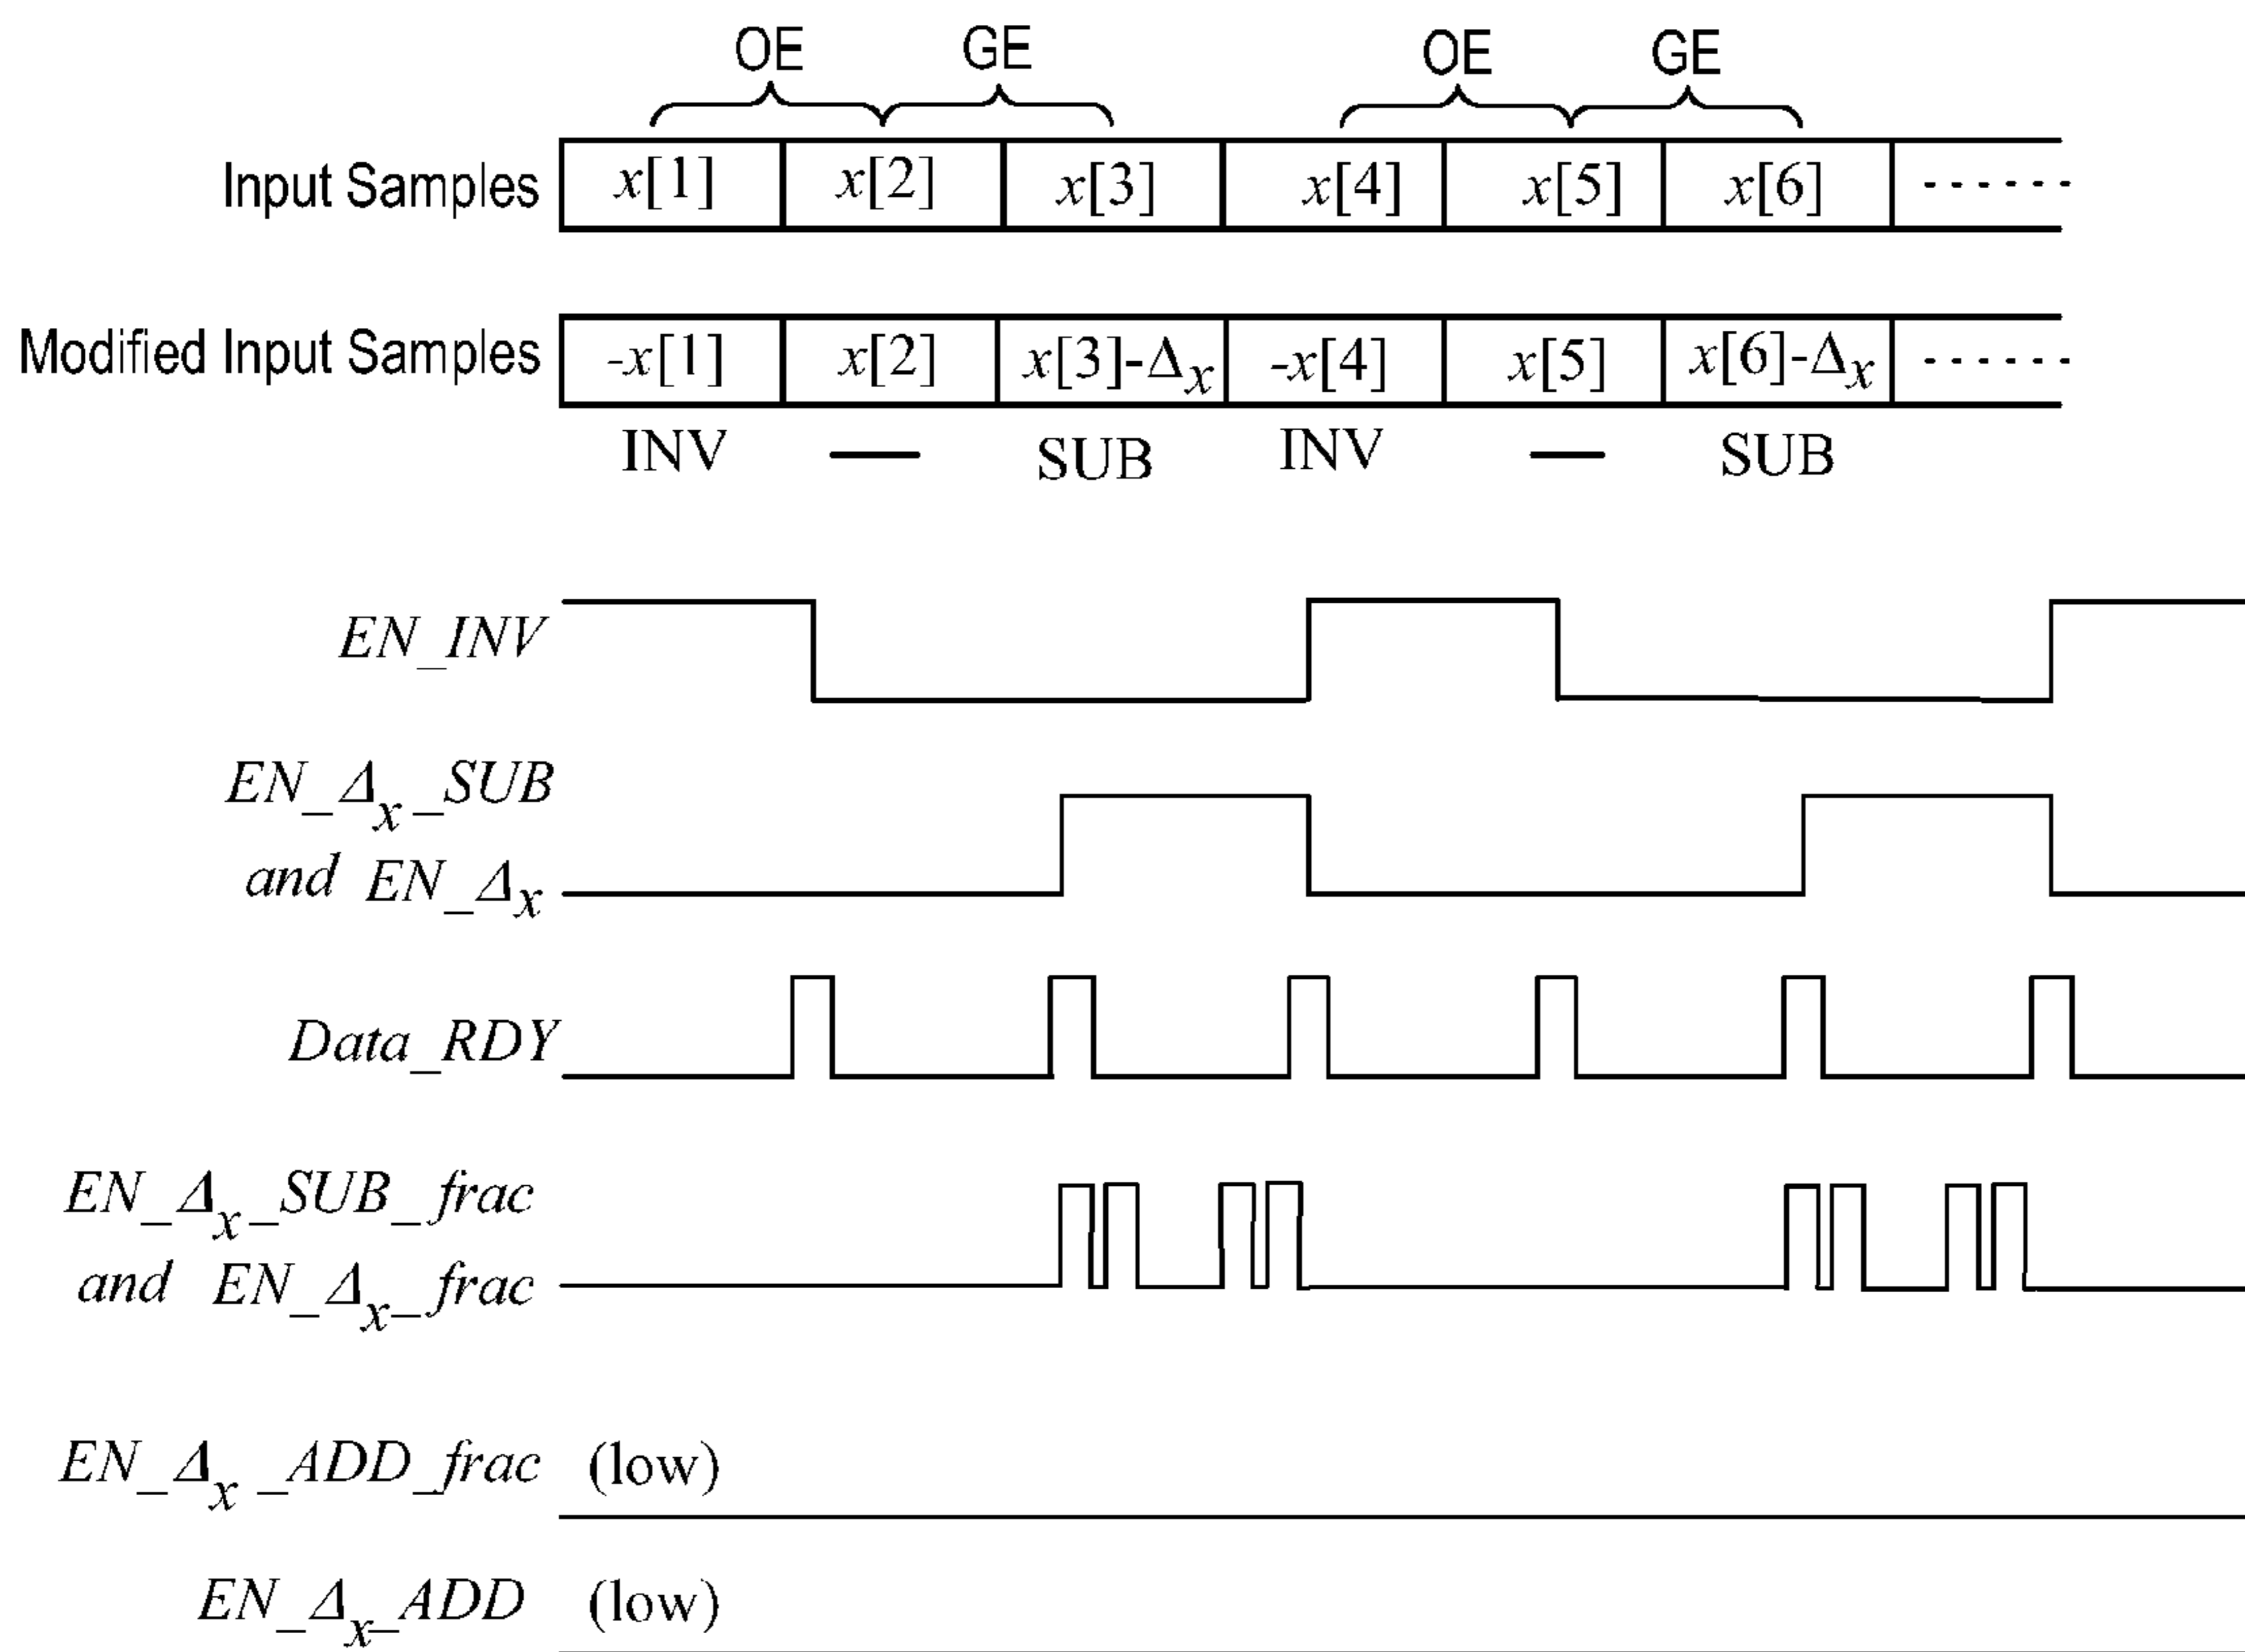 OE GE OE GE
Input Samples x[1] x[2] x[3] x[4] x[5] x[6] ------
Modified Input Samples -x[1] x[2] x[3]-Δx -x[4] x[5] x[6]-Δx ------
INV — SUB INV — SUB
EN_INV
EN_Δx_SUB
and EN_Δx
Data_RDY
EN_Δx_SUB_frac
and EN_Δx_frac
EN_Δx_ADD_frac (low)
EN_Δx_ADD (low)